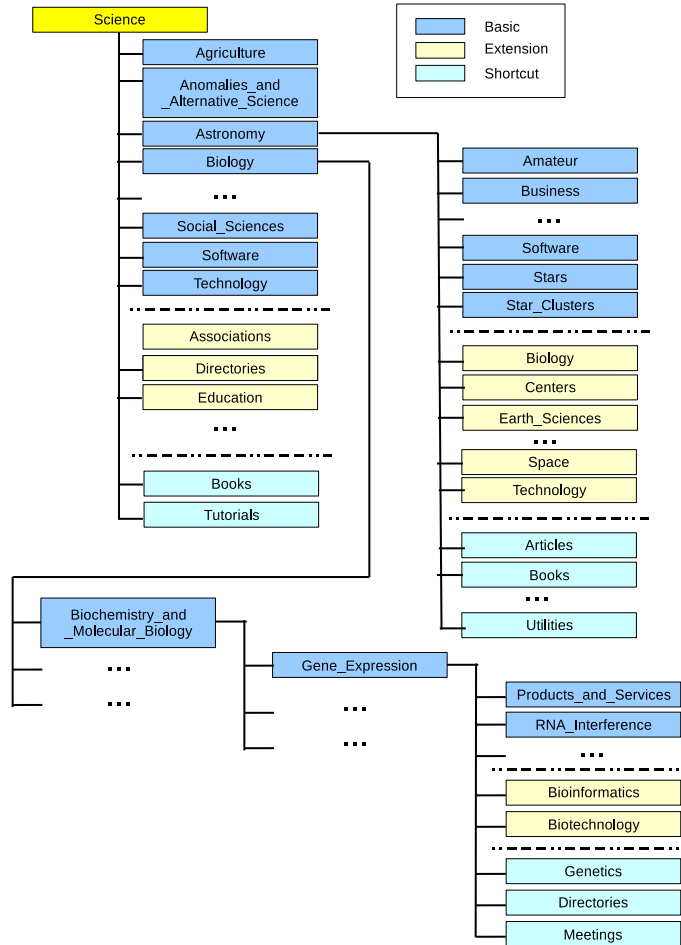 Science
Basic
Extension
Shortcut
Agriculture
Anomalies_and
_Alternative_Science
Astronomy
Biology
...
Social_Sciences
Software
Technology
Associations
Directories
Education
...
Books
Tutorials
Amateur
Business
...
Software
Stars
Star_Clusters
Biology
Centers
Earth_Sciences
...
Space
Technology
Articles
Books
...
Utilities
Biochemistry_and
_Molecular_Biology
...
...
Gene_Expression
...
...
Products_and_Services
RNA_Interference
...
Bioinformatics
Biotechnology
Genetics
Directories
Meetings